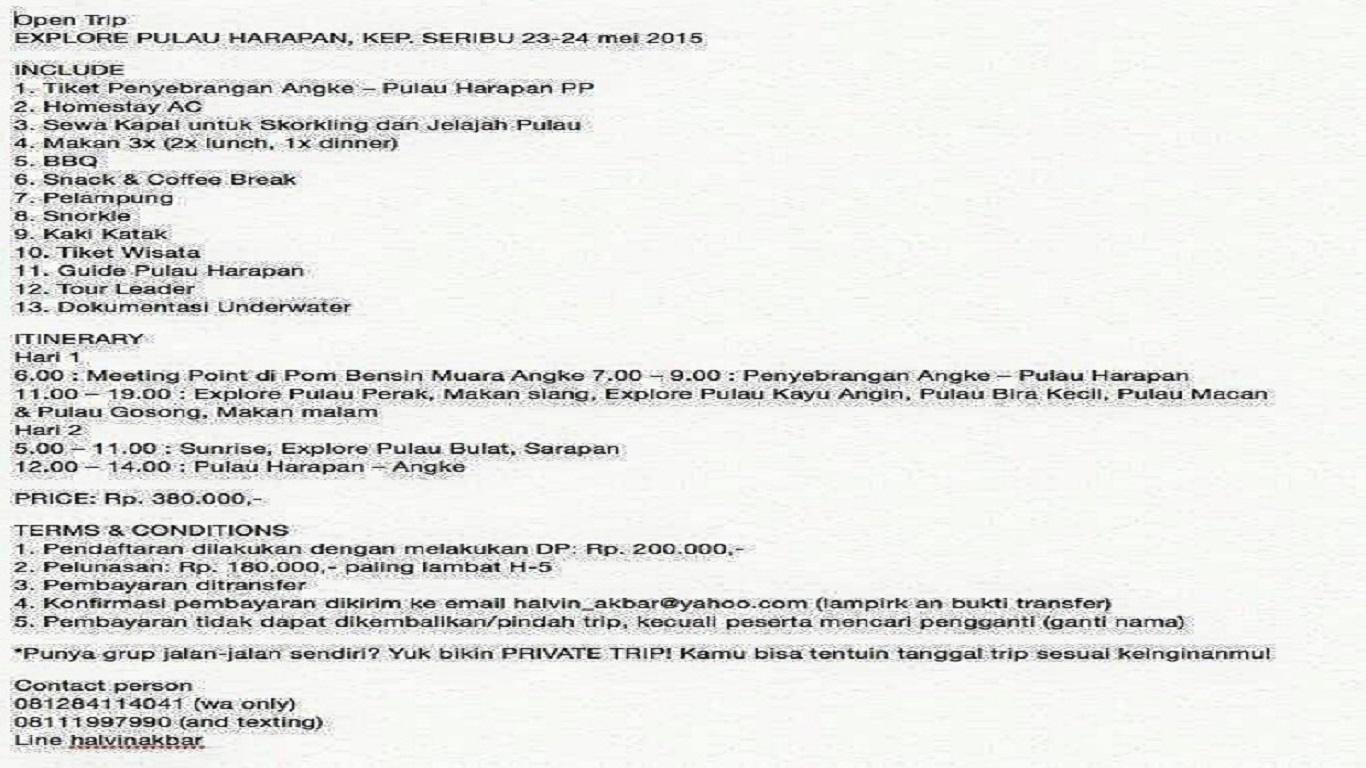 Open Trip
EXPLORE PULAU HARAPAN, KEP. SERIBU 23-24 mei 2015
INCLUDE
1. Tiket Penyebrangan Angke – Pulau Harapan PP
2. Homestay AC
3. Sewa Kapal untuk Skorkling dan Jelajah Pulau
4. Makan 3x (2x lunch, 1x dinner)
5. BBQ
6. Snack & Coffee Break
7. Pelampung
8. Snorkle
9. Kaki Katak
10. Tiket Wisata
11. Guide Pulau Harapan
12. Tour Leader
13. Dokumentasi Underwater
ITINERARY
Hari 1
6.00 : Meeting Point di Pom Bensin Muara Angke 7.00 – 9.00 : Penyebrangan Angke – Pulau Harapan
11.00 – 19.00 : Explore Pulau Perak, Makan siang, Explore Pulau Kayu Angin, Pulau Bira Kecil, Pulau Macan
& Pulau Gosong, Makan malam
Hari 2
5.00 – 11.00 : Sunrise, Explore Pulau Bulat, Sarapan
12.00 – 14.00 : Pulau Harapan – Angke
PRICE: Rp. 380.000,-
TERMS & CONDITIONS
1. Pendaftaran dilakukan dengan melakukan DP: Rp. 200.000,-
2. Pelunasan: Rp. 180.000,- paling lambat H-5
3. Pembayaran ditransfer
4. Konfirmasi pembayaran dikirim ke email halvin_akbar@yahoo.com (lampirk an bukti transfer)
5. Pembayaran tidak dapat dikembalikan/pindah trip, kecuali peserta mencari pengganti (ganti nama)
*Punya grup jalan-jalan sendiri? Yuk bikin PRIVATE TRIP! Kamu bisa tentuin tanggal trip sesuai keinginanmu!
Contact person
081284114041 (wa only)
08111997990 (and texting)
Line halvinakbar